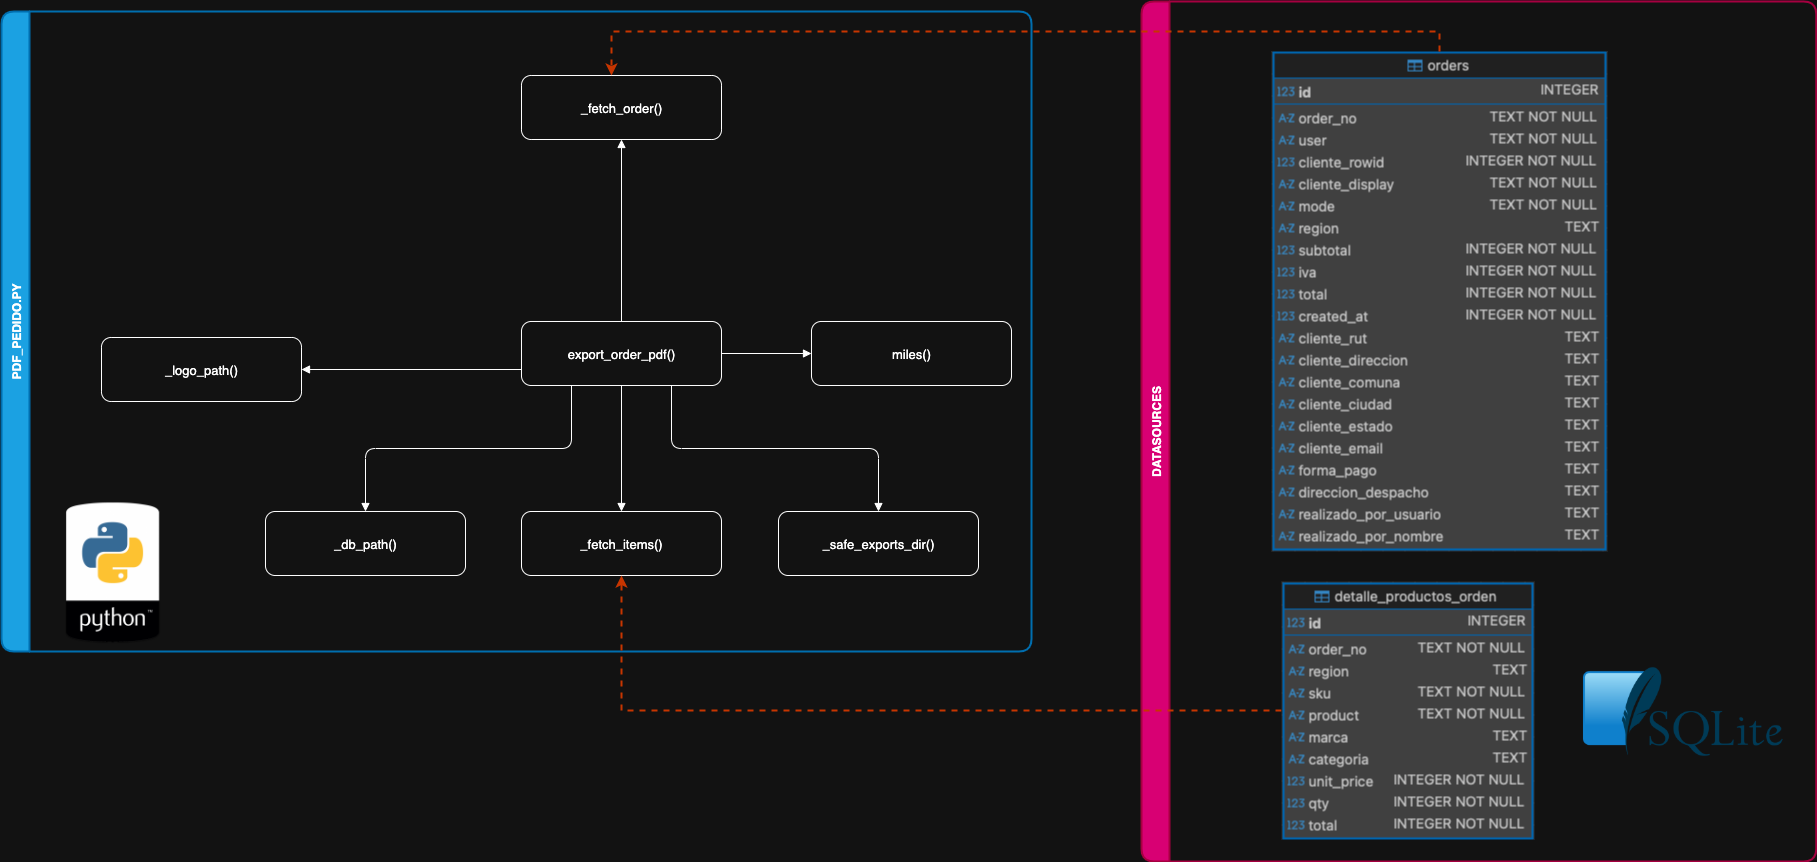 PDF_PEDIDO.PY
_fetch_order()
export_order_pdf()
miles()
_logo_path()
_db_path()
_fetch_items()
_safe_exports_dir()
python™
DATASOURCES
orders
123 id INTEGER
A-Z order_no TEXT NOT NULL
A-Z user TEXT NOT NULL
123 cliente_rowid INTEGER NOT NULL
A-Z cliente_display TEXT NOT NULL
A-Z mode TEXT NOT NULL
A-Z region TEXT
123 subtotal INTEGER NOT NULL
123 iva INTEGER NOT NULL
123 total INTEGER NOT NULL
123 created_at INTEGER NOT NULL
A-Z cliente_rut TEXT
A-Z cliente_direccion TEXT
A-Z cliente_comuna TEXT
A-Z cliente_ciudad TEXT
A-Z cliente_estado TEXT
A-Z cliente_email TEXT
A-Z forma_pago TEXT
A-Z direccion_despacho TEXT
A-Z realizado_por_usuario TEXT
A-Z realizado_por_nombre TEXT
detalle_productos_orden
123 id INTEGER
A-Z order_no TEXT NOT NULL
A-Z region TEXT
A-Z sku TEXT NOT NULL
A-Z product TEXT NOT NULL
A-Z marca TEXT
A-Z categoria TEXT
123 unit_price INTEGER NOT NULL
123 qty INTEGER NOT NULL
123 total INTEGER NOT NULL
SQLite